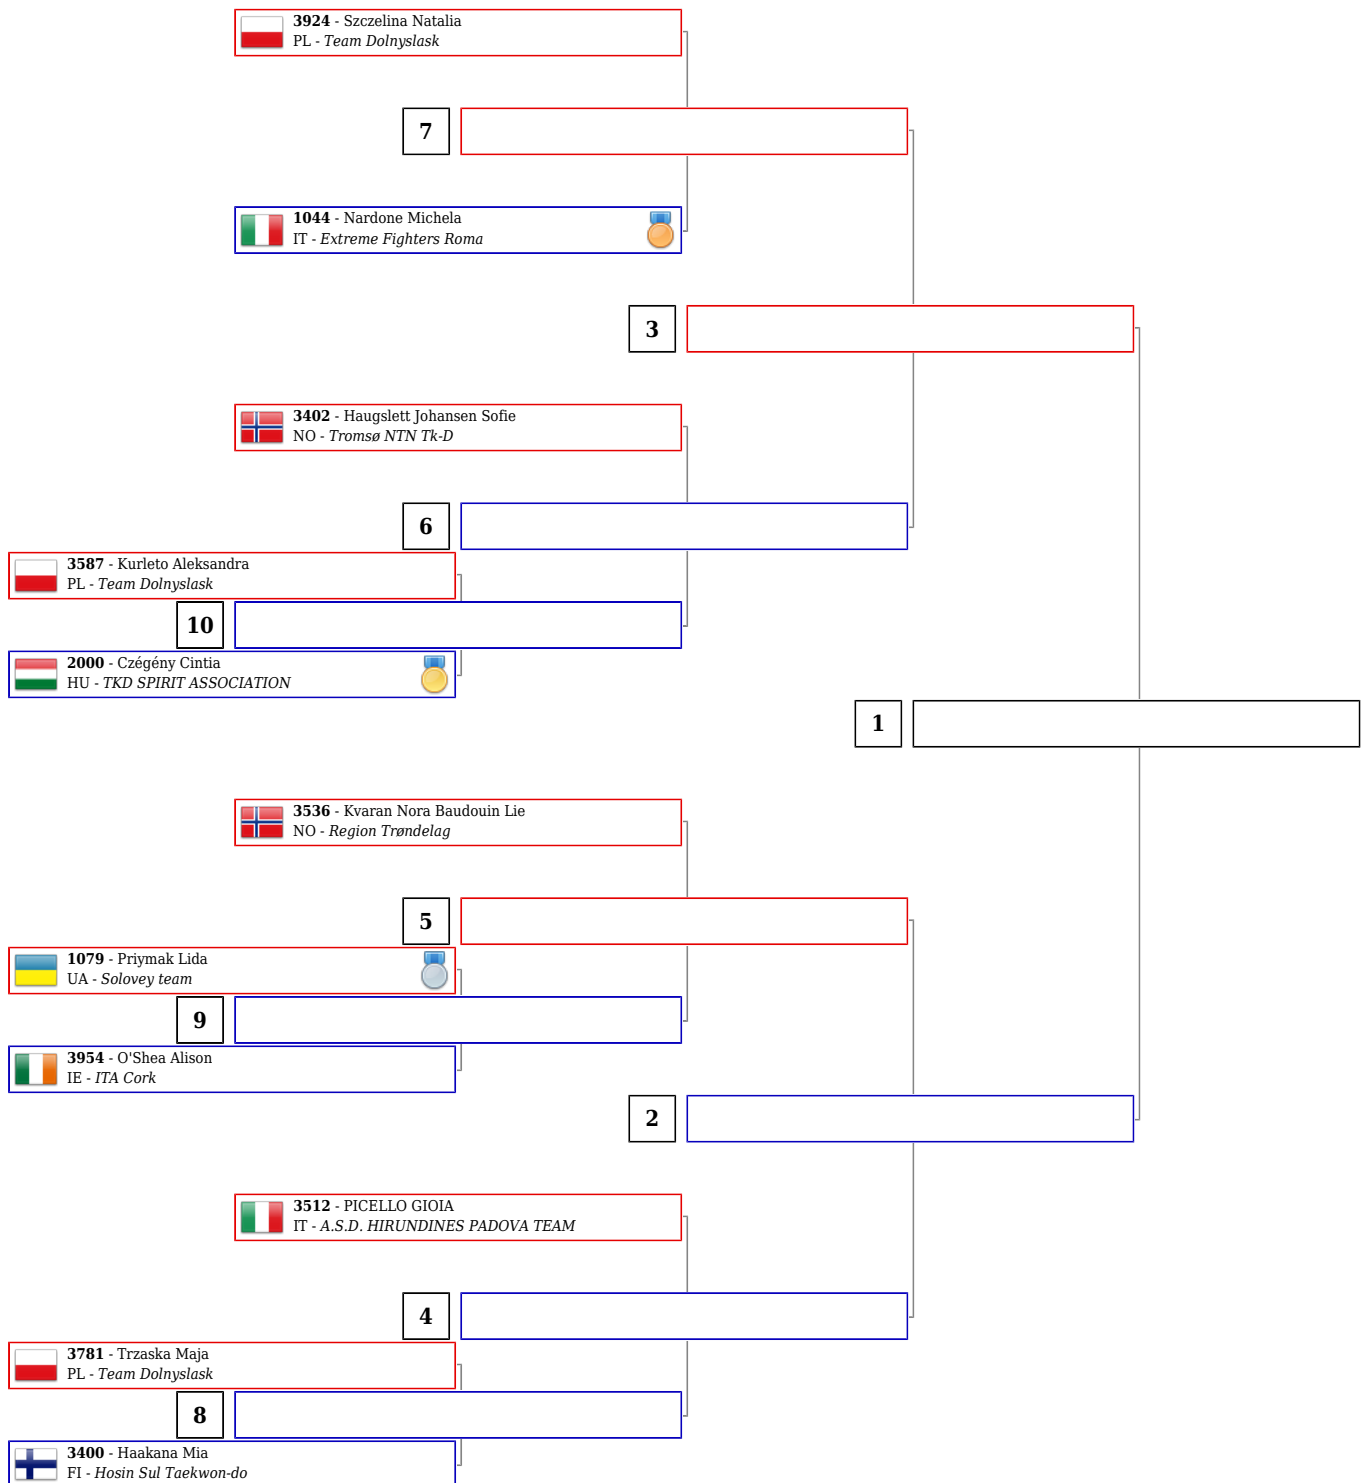 3924 - Szczelina Natalia
PL - Team Dolnyslask
7
1044 - Nardone Michela
IT - Extreme Fighters Roma
3
3402 - Haugslett Johansen Sofie
NO - Tromsø NTN Tk-D
6
3587 - Kurleto Aleksandra
PL - Team Dolnyslask
10
2000 - Czégény Cintia
HU - TKD SPIRIT ASSOCIATION
1
3536 - Kvaran Nora Baudouin Lie
NO - Region Trøndelag
5
1079 - Priymak Lida
UA - Solovey team
9
3954 - O'Shea Alison
IE - ITA Cork
2
3512 - PICELLO GIOIA
IT - A.S.D. HIRUNDINES PADOVA TEAM
4
3781 - Trzaska Maja
PL - Team Dolnyslask
8
3400 - Haakana Mia
FI - Hosin Sul Taekwon-do